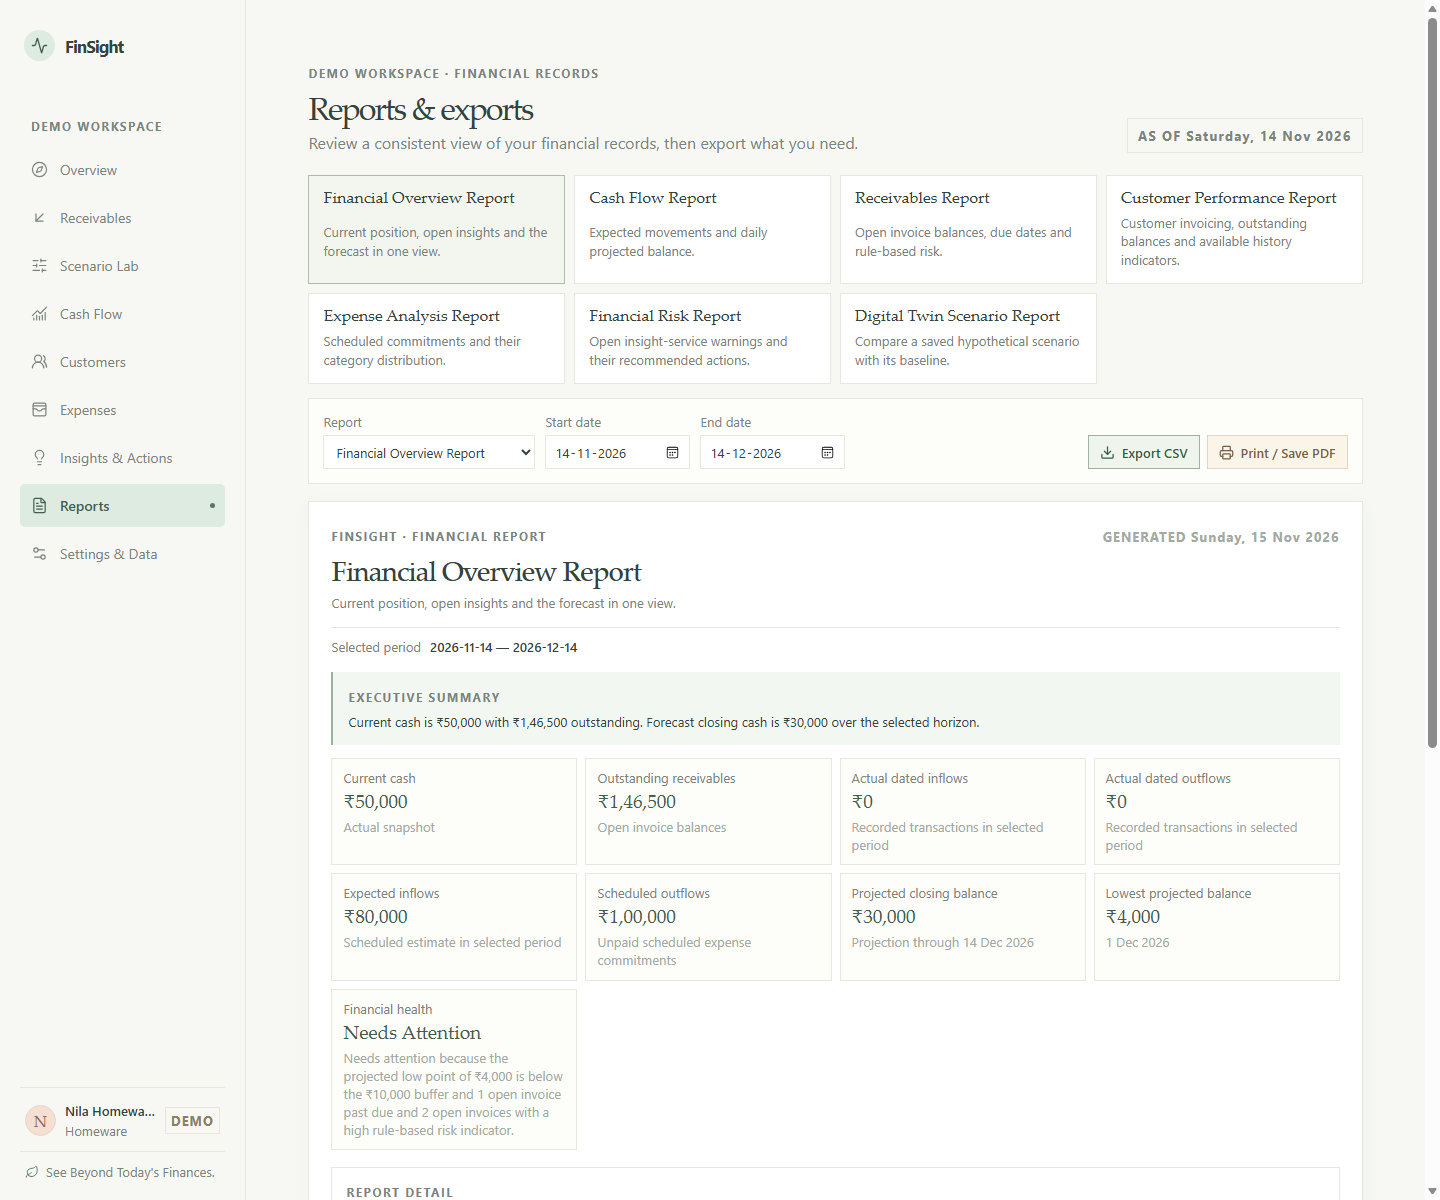 FinSight
DEMO WORKSPACE
Overview
Receivables
Scenario Lab
Cash Flow
Customers
Expenses
Insights & Actions
Reports
Settings & Data
N
Nila Homewa...
Homeware
DEMO
See Beyond Today's Finances.
DEMO WORKSPACE · FINANCIAL RECORDS
Reports & exports
Review a consistent view of your financial records, then export what you need.
AS OF Saturday, 14 Nov 2026
Financial Overview Report
Current position, open insights and the
forecast in one view.
Cash Flow Report
Expected movements and daily
projected balance.
Receivables Report
Open invoice balances, due dates and
rule-based risk.
Customer Performance Report
Customer invoicing, outstanding
balances and available history
indicators.
Expense Analysis Report
Scheduled commitments and their
category distribution.
Financial Risk Report
Open insight-service warnings and
their recommended actions.
Digital Twin Scenario Report
Compare a saved hypothetical scenario
with its baseline.
Report
Financial Overview Report
Start date
14-11-2026
End date
14-12-2026
Export CSV
Print / Save PDF
FINSIGHT · FINANCIAL REPORT
GENERATED Sunday, 15 Nov 2026
Financial Overview Report
Current position, open insights and the forecast in one view.
Selected period 2026-11-14 — 2026-12-14
EXECUTIVE SUMMARY
Current cash is ₹50,000 with ₹1,46,500 outstanding. Forecast closing cash is ₹30,000 over the selected horizon.
Current cash
₹50,000
Actual snapshot
Outstanding receivables
₹1,46,500
Open invoice balances
Actual dated inflows
₹0
Recorded transactions in selected
period
Actual dated outflows
₹0
Recorded transactions in selected
period
Expected inflows
₹80,000
Scheduled estimate in selected period
Scheduled outflows
₹1,00,000
Unpaid scheduled expense
commitments
Projected closing balance
₹30,000
Projection through 14 Dec 2026
Lowest projected balance
₹4,000
1 Dec 2026
Financial health
Needs Attention
Needs attention because the
projected low point of ₹4,000 is below
the ₹10,000 buffer and 1 open invoice
past due and 2 open invoices with a
high rule-based risk indicator.
REPORT DETAIL